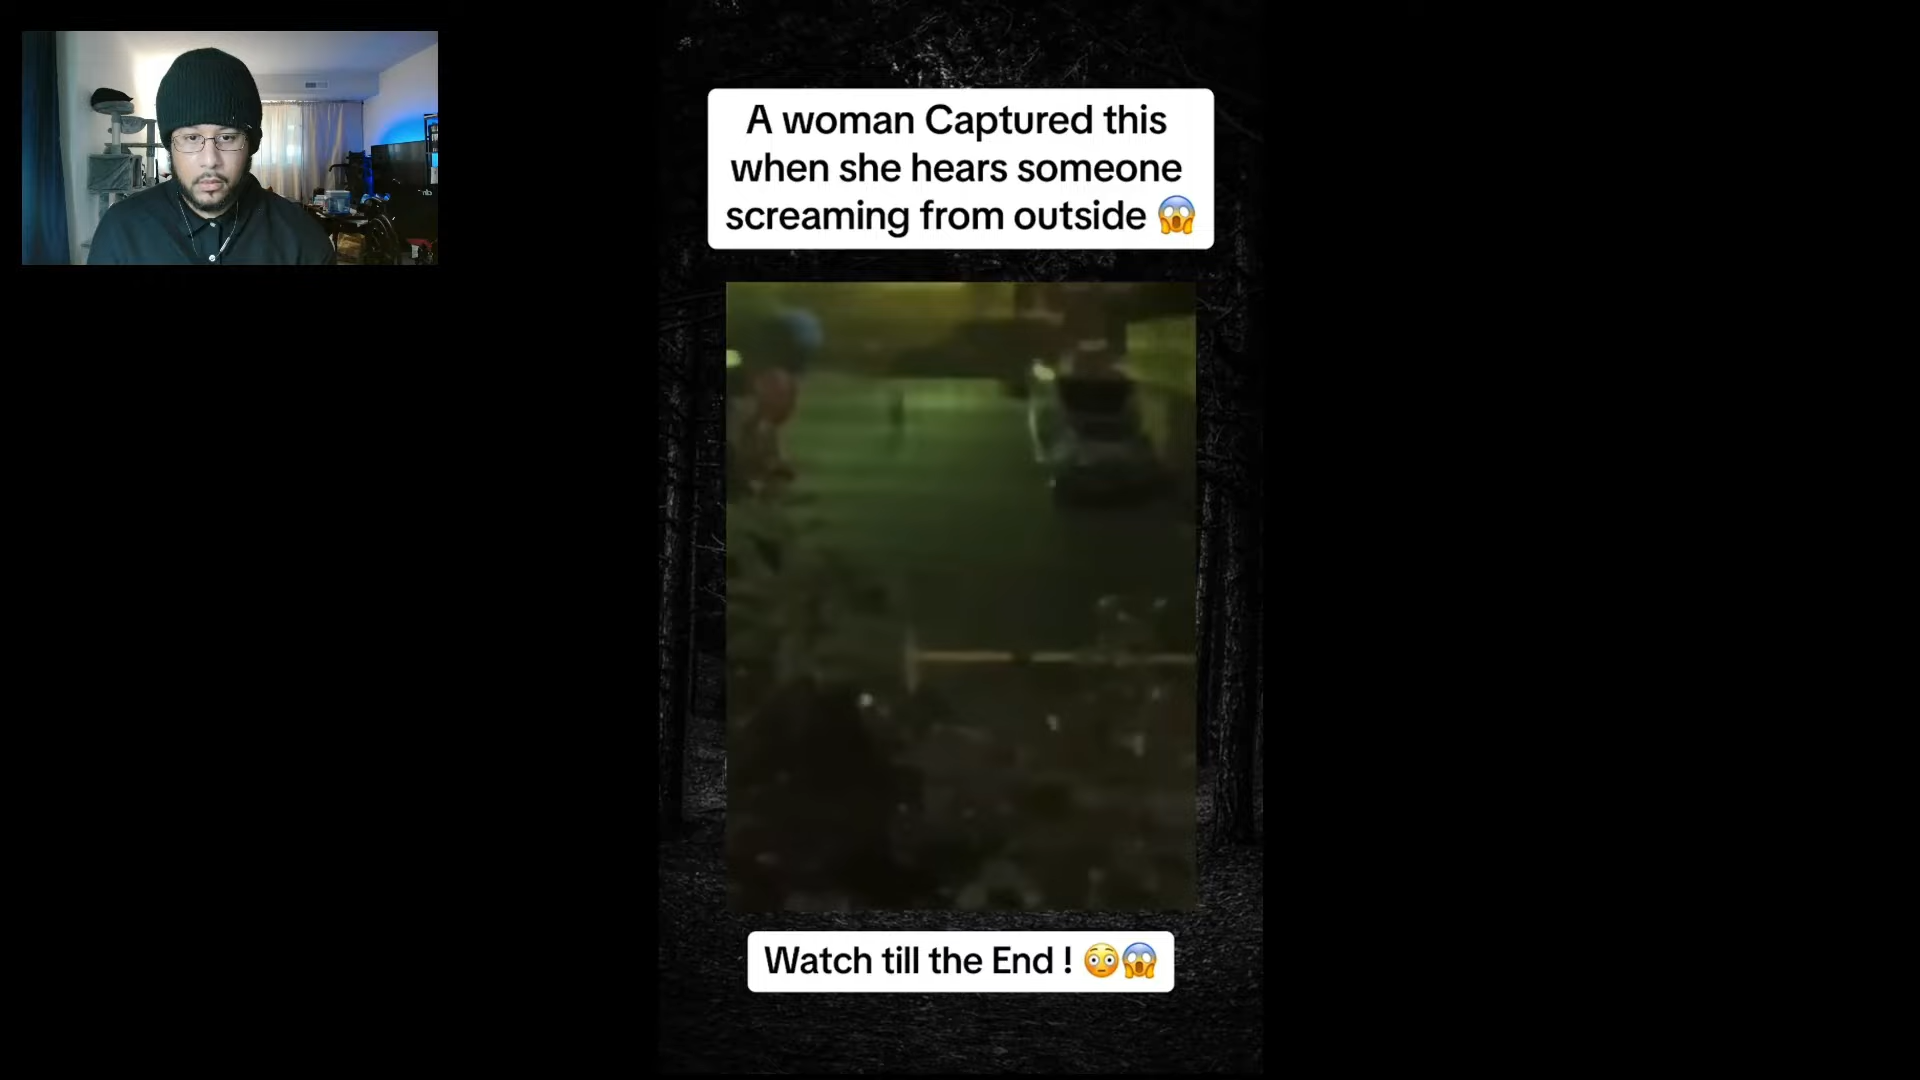 A woman Captured this
when she hears someone
screaming from outside 😱
Watch till the End ! 😳😱